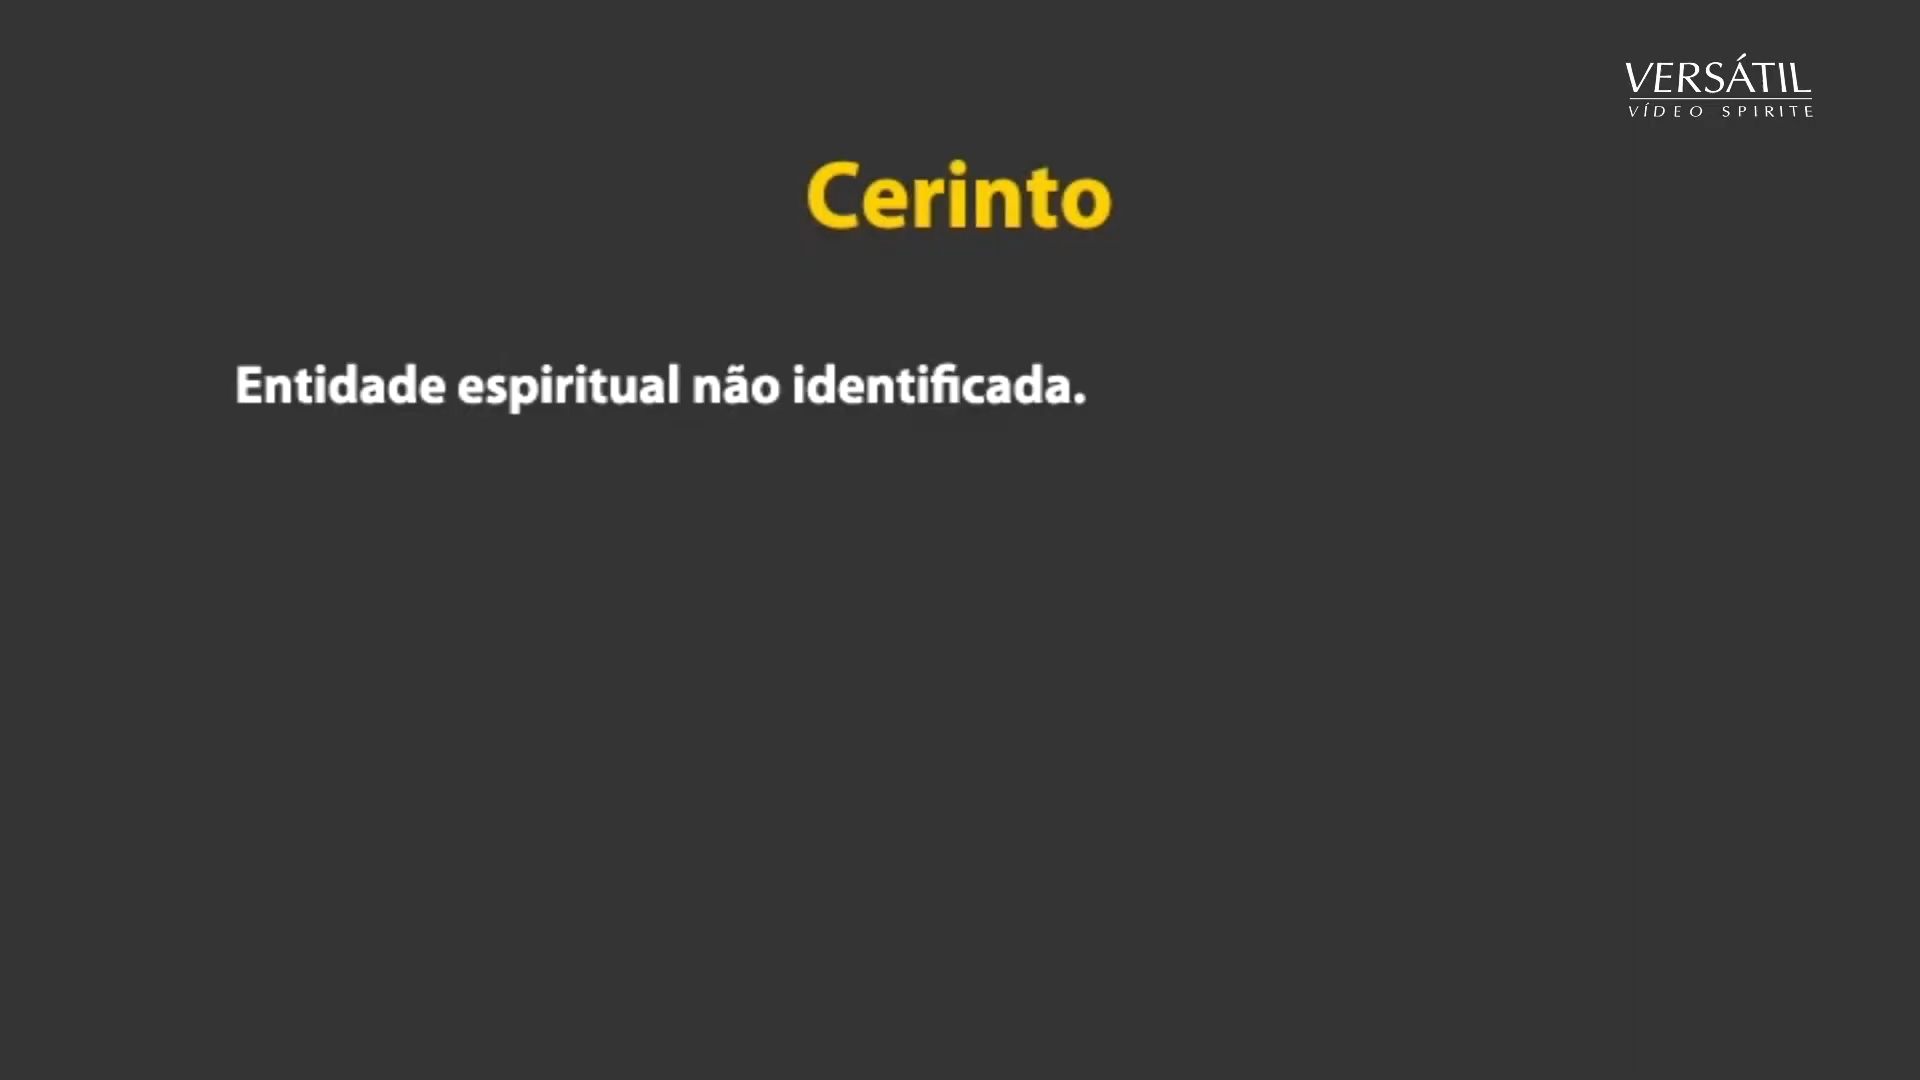 VERSÁTIL
VÍDEO SPIRITE
Cerinto
Entidade espiritual não identificada.